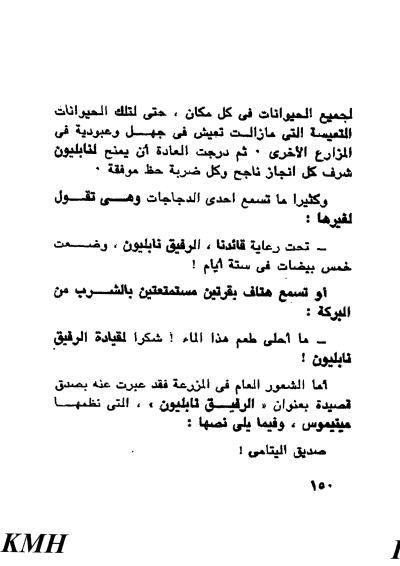 لجميع الحيوانات فى كل مكان ، حتى لتلك الحيوانات
التعيسة التى مازالت تعيش فى جهل وعبودية فى
المزارع الأخرى ٠ ثم درجت العادة أن يمنح لنابليون
شرف كل انجاز ناجح وكل ضربة حظ موفقة ٠
وكثيرا ما تسمع احدى الدجاجات وهى تقول
لغيرها :
ــ تحت رعاية قائدنا ، الرفيق نابليون ، وضعت
خمس بيضات فى ستة أيام !
أو تسمع هتاف بقرتين مستمتعتين بالشرب من
البركة :
ــ ما أحلى طعم هذا الماء ! شكرا لقيادة الرفيق
نابليون !
أما الشعور العام فى المزرعة فقد عبرت عنه بصدق
قصيدة بعنوان « الرفيق نابليون » ، التى نظمها
مينيموس ، وفيما يلى نصها :
صديق اليتامى !
١٥٠
KMH